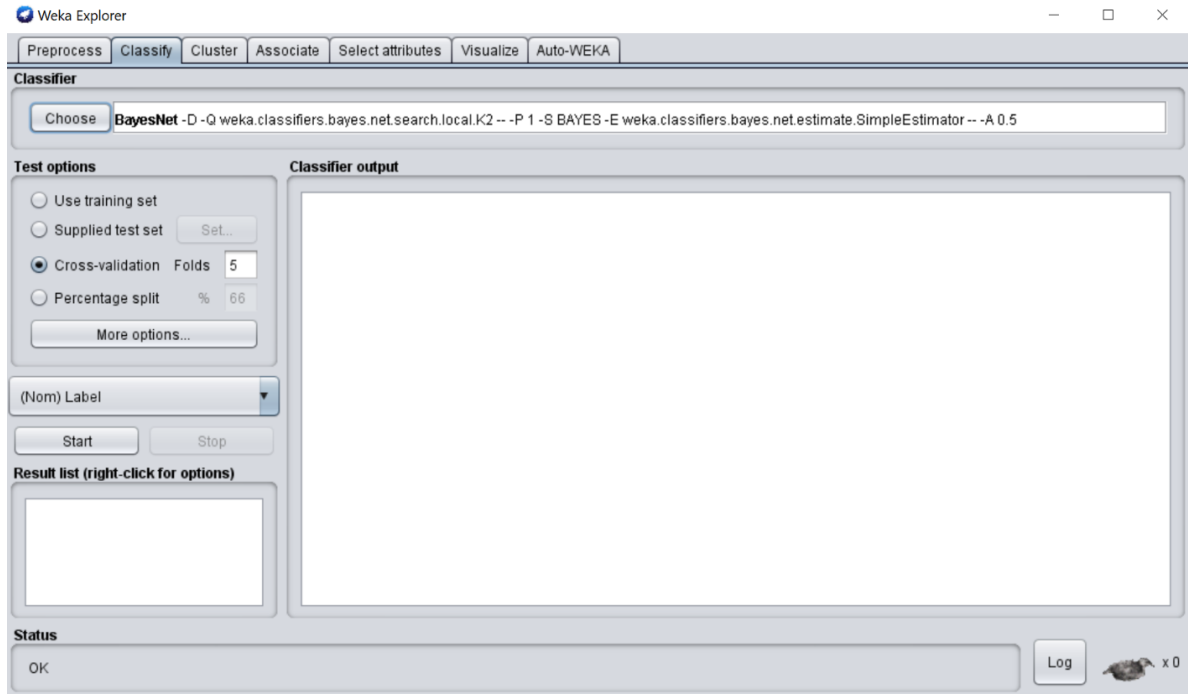 Weka Explorer
Preprocess Classify Cluster Associate Select attributes Visualize Auto-WEKA
Classifier
Choose BayesNet -D -Q weka.classifiers.bayes.net.search.local.K2 -- -P 1 -S BAYES -E weka.classifiers.bayes.net.estimate.SimpleEstimator -- -A 0.5
Test options
Use training set
Supplied test set Set...
Cross-validation Folds 5
Percentage split % 66
More options...
(Nom) Label
Start Stop
Result list (right-click for options)
Classifier output
Status
OK
Log x 0